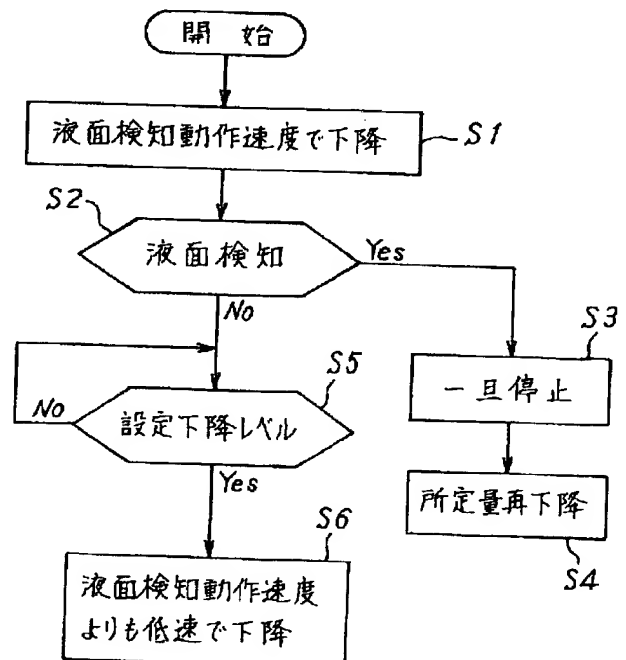 開始
液面検知動作速度で下降
S1
S2
液面検知
Yes
No
S3
一旦停止
S5
No
設定下降レベル
Yes
所定量再下降
S4
S6
液面検知動作速度
よりも低速で下降